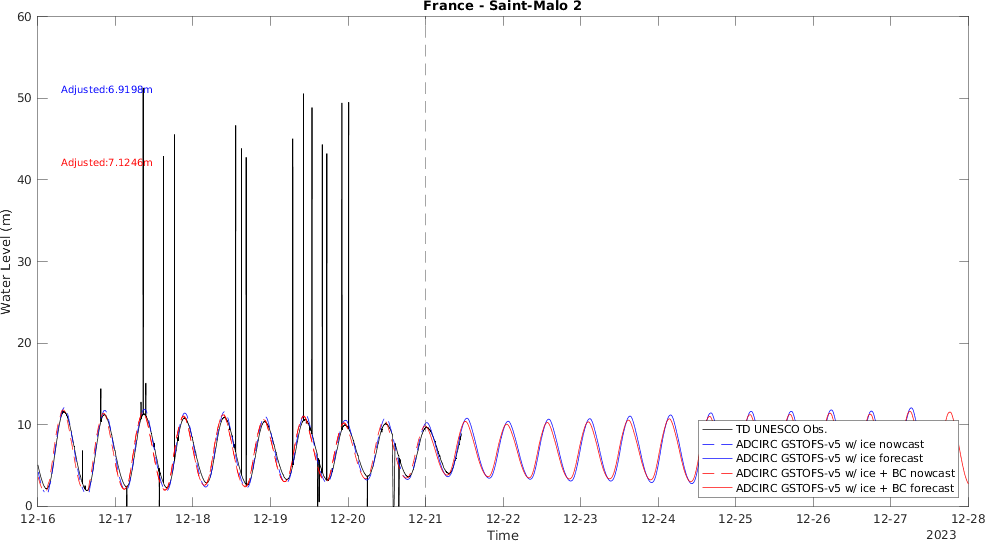 France - Saint-Malo 2
60
50
40
30
20
10
0
Water Level (m)
Adjusted:6.9198m
Adjusted:7.1246m
TD UNESCO Obs.
ADCIRC GSTOFS-v5 w/ ice nowcast
ADCIRC GSTOFS-v5 w/ ice forecast
ADCIRC GSTOFS-v5 w/ ice + BC nowcast
ADCIRC GSTOFS-v5 w/ ice + BC forecast
12-16 12-17 12-18 12-19 12-20 12-21 12-22 12-23 12-24 12-25 12-26 12-27 12-28
Time
2023